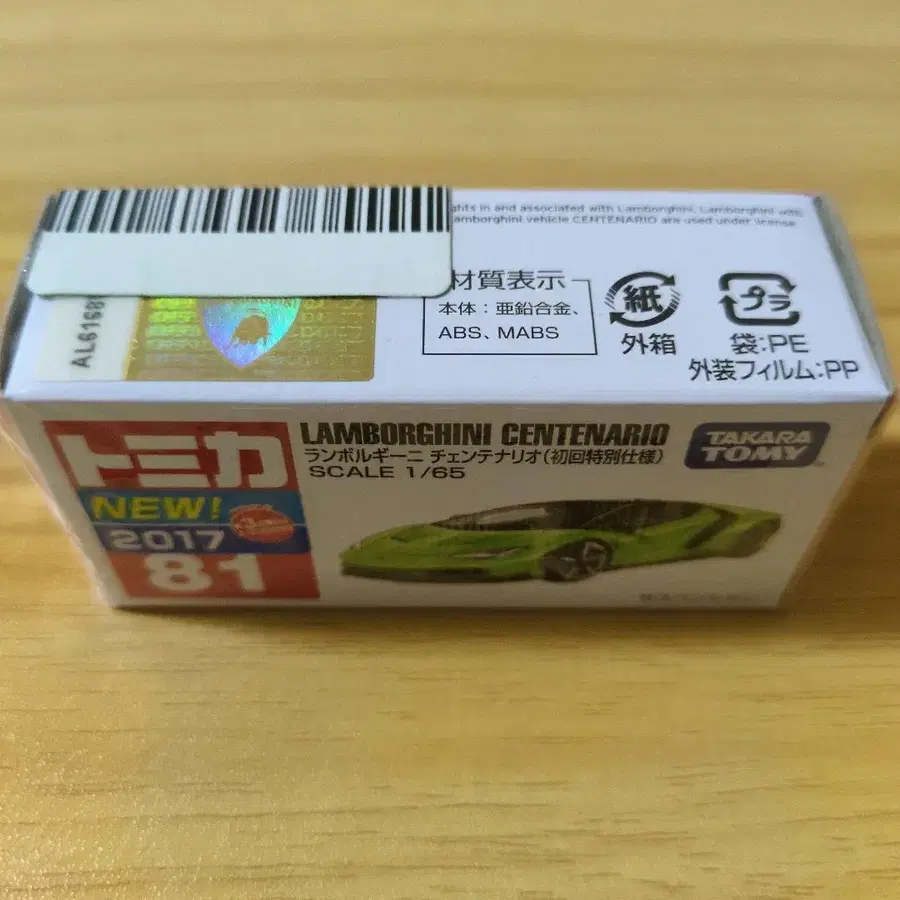 ghts in and associated with Lamborghini, Lamborghini with
amborghini vehicle CENTENARIO are used under license
AL6168
材質表示
本体：亜鉛合金、
ABS、MABS
紙
外箱
プラ
袋:PE
外装フィルム:PP
トミカ
NEW!
2017
81
LAMBORGHINI CENTENARIO
ランボルギーニ チェンテナリオ(初回特別仕様)
SCALE 1/65
TAKARA
TOMY